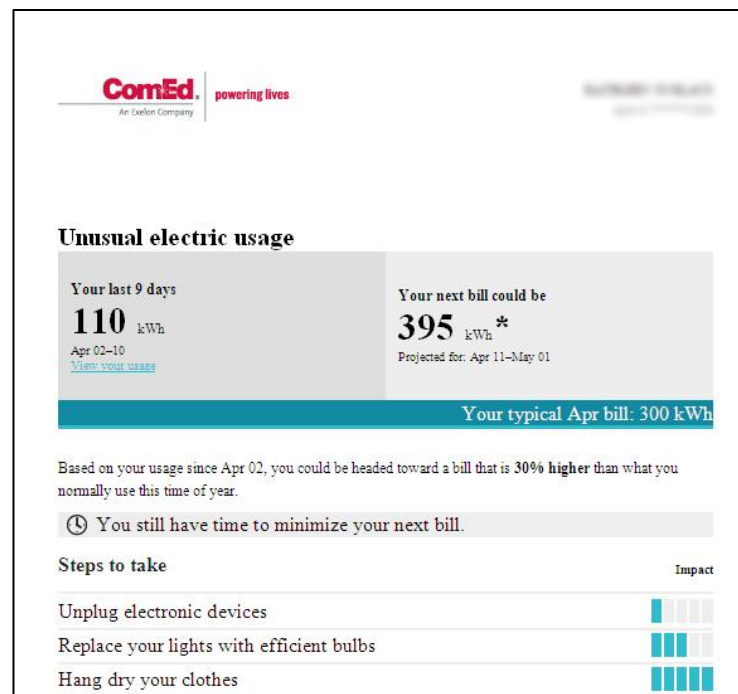 ComEd. powering lives
An Exelon Company
Unusual electric usage
Your last 9 days
110 kWh
Apr 02–10
View your usage
Your next bill could be
395 kWh*
Projected for: Apr 11–May 01
Your typical Apr bill: 300 kWh
Based on your usage since Apr 02, you could be headed toward a bill that is 30% higher than what you
normally use this time of year.
You still have time to minimize your next bill.
Steps to take Impact
Unplug electronic devices
Replace your lights with efficient bulbs
Hang dry your clothes